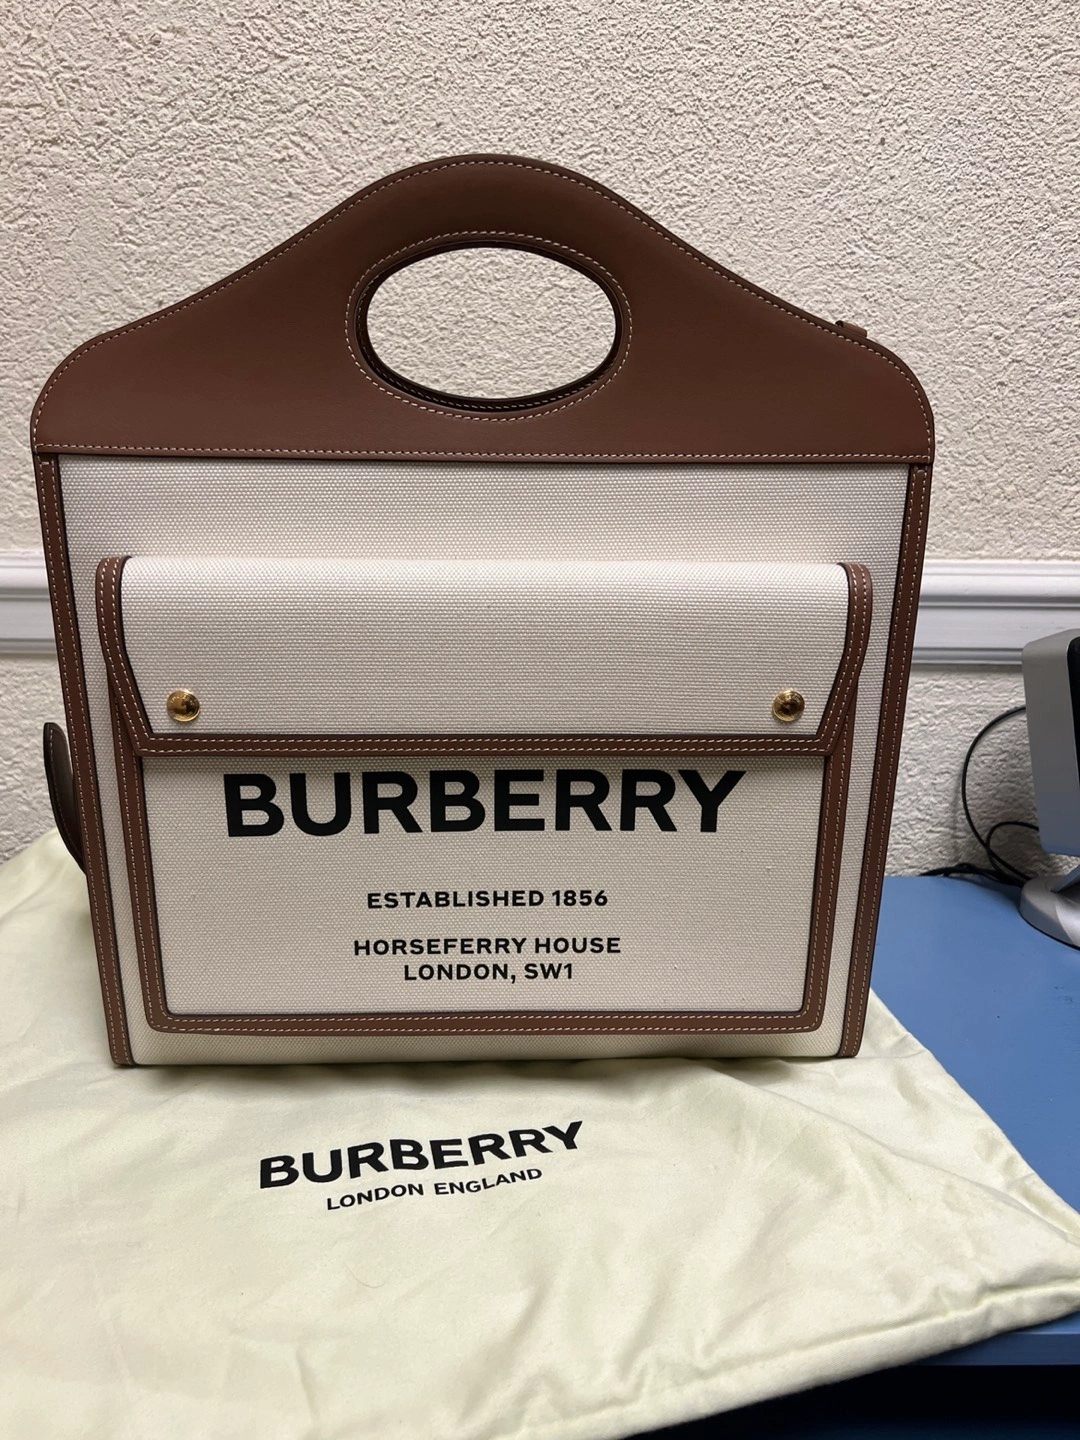 BURBERRY
ESTABLISHED 1856
HORSEFERRY HOUSE
LONDON, SW1
BURBERRY
LONDON ENGLAND